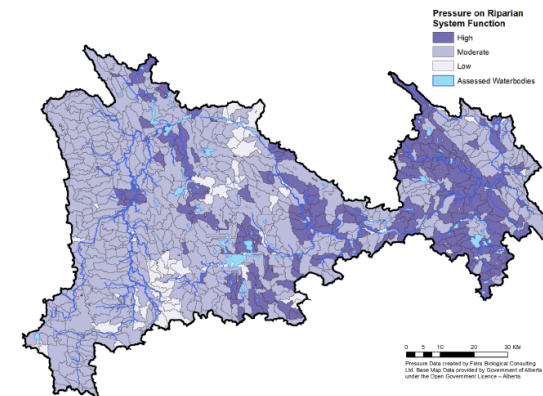 Pressure on Riparian
System Function
High
Moderate
Low
Assessed Waterbodies
0 5 10 20 30 KM
Pressure Data created by Fiera Biological Consulting
Ltd. Base Map Data provided by Government of Alberta
under the Open Government Licence – Alberta.